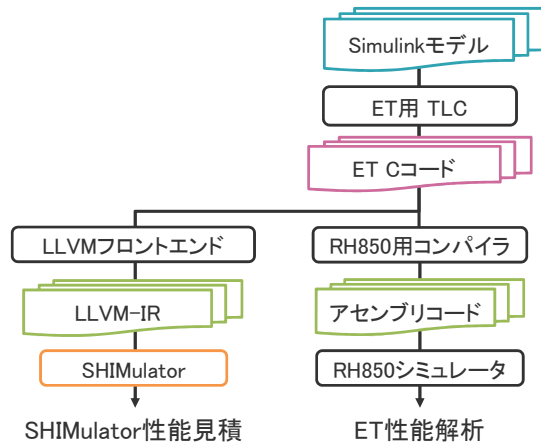 Simulinkモデル
ET用 TLC
ET Cコード
LLVMフロントエンド
RH850用コンパイラ
LLVM-IR
アセンブリコード
SHIMulator
RH850シミュレータ
SHIMulator性能見積
ET性能解析